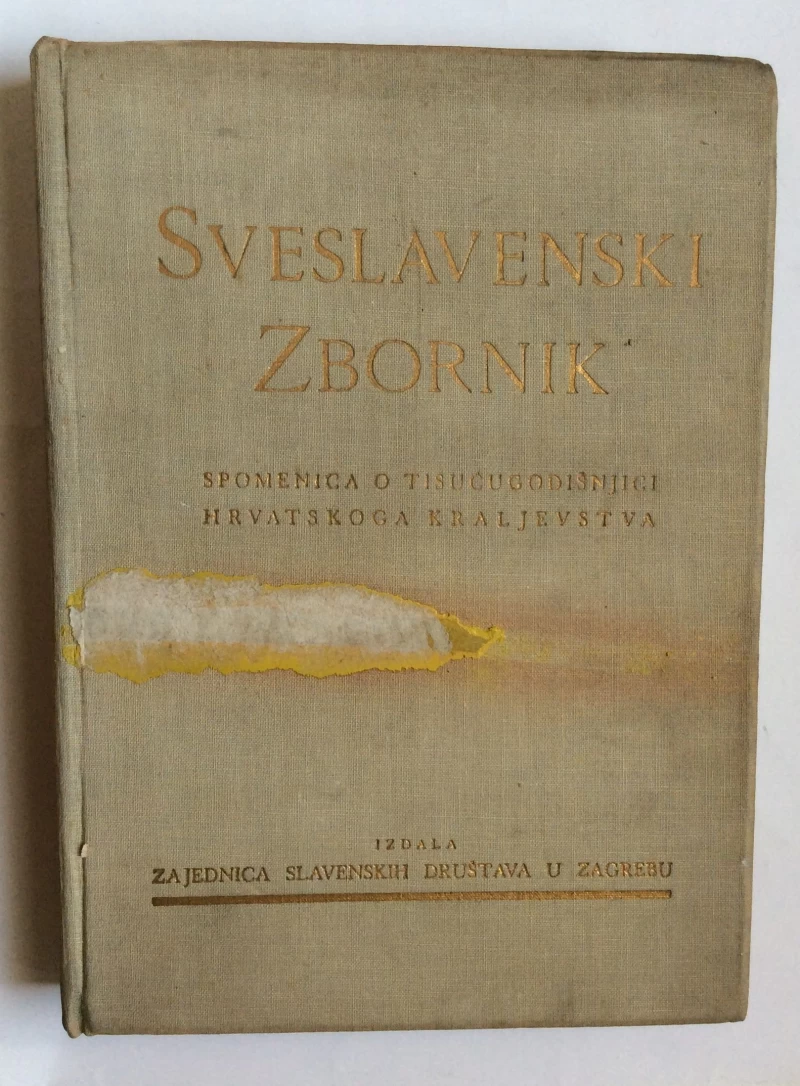 SVESLAVENSKI
ZBORNIK
SPOMENICA O TISUĆUGODIŠNJICI
HRVATSKOGA KRALJEVSTVA
IZDALA
ZAJEDNICA SLAVENSKIH DRUŠTAVA U ZAGREBU